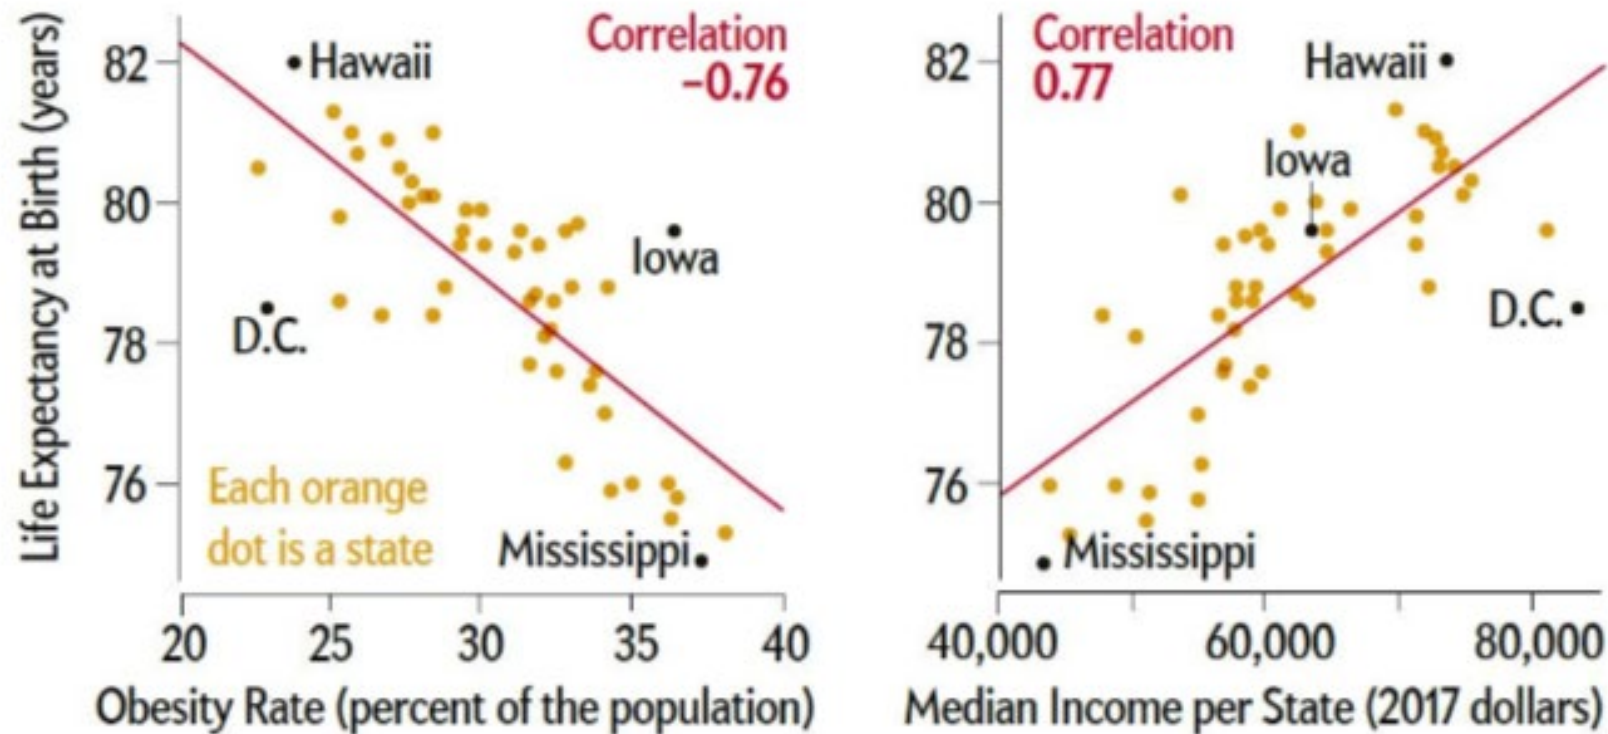 Life Expectancy at Birth (years)
82
80
78
76
Hawaii
Correlation
−0.76
Iowa
D.C.
Each orange
dot is a state
Mississippi
20 25 30 35 40
Obesity Rate (percent of the population)
82
80
78
76
Correlation
0.77
Hawaii
Iowa
D.C.
Mississippi
40,000 60,000 80,000
Median Income per State (2017 dollars)